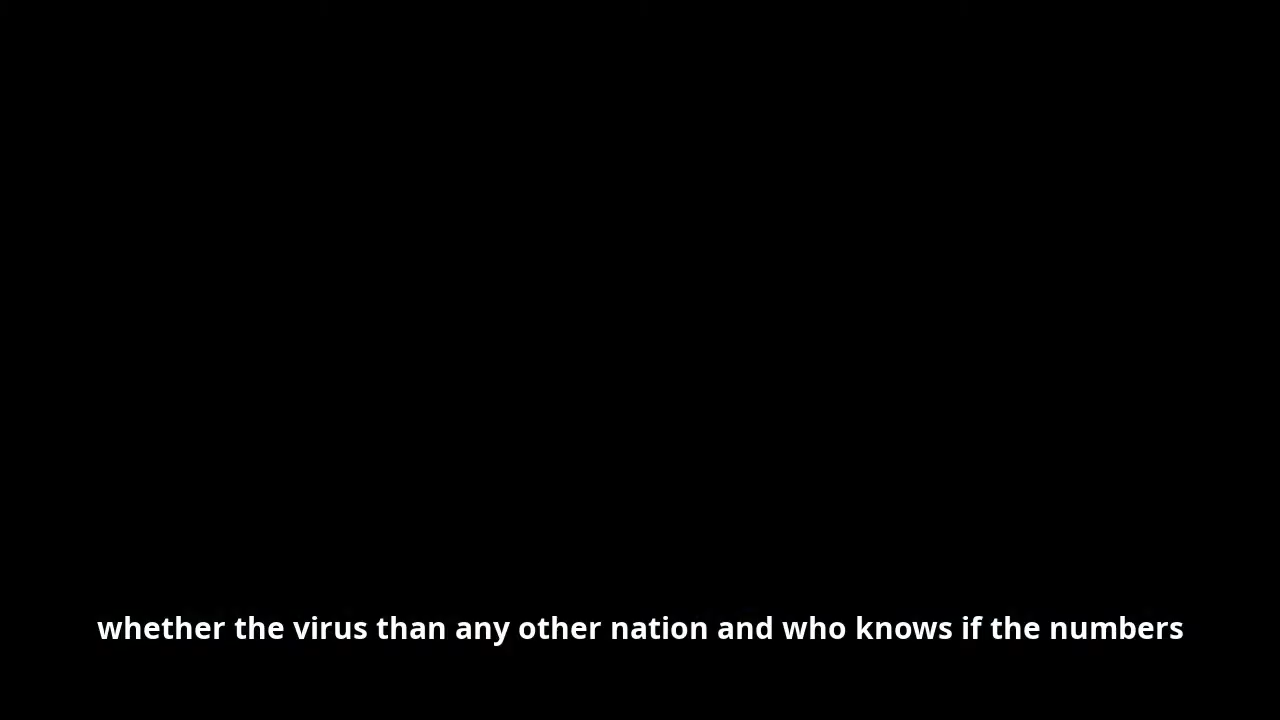 whether the virus than any other nation and who knows if the numbers